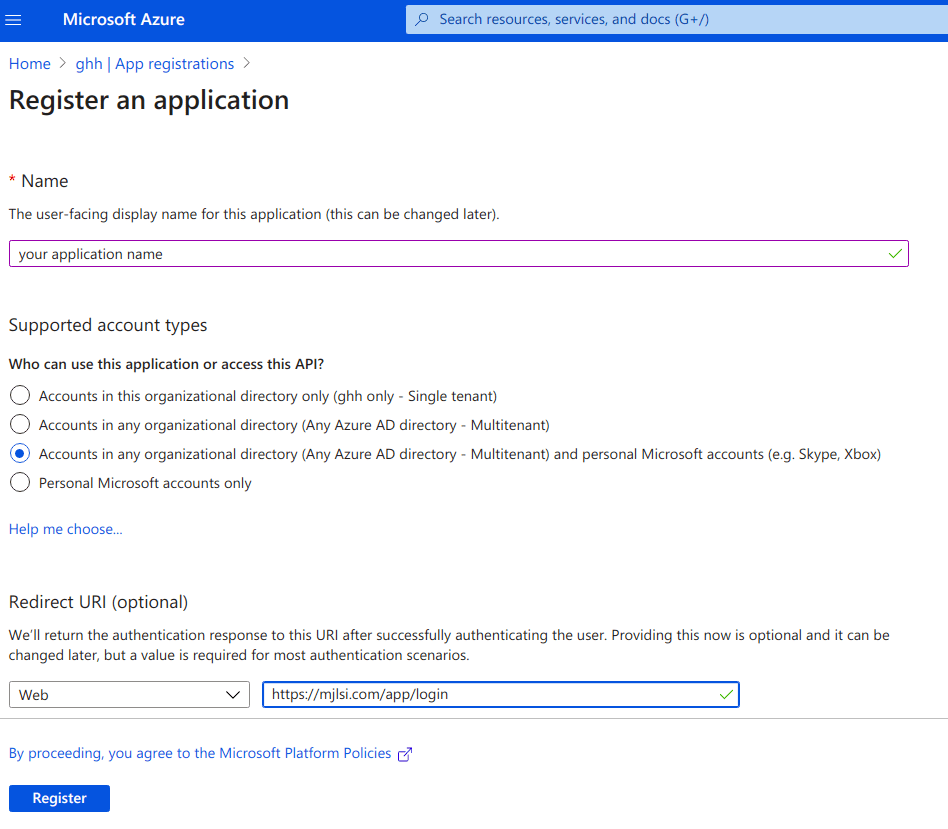 Microsoft Azure
Search resources, services, and docs (G+/)
Home > ghh | App registrations >
Register an application
* Name
The user-facing display name for this application (this can be changed later).
your application name
Supported account types
Who can use this application or access this API?
Accounts in this organizational directory only (ghh only - Single tenant)
Accounts in any organizational directory (Any Azure AD directory - Multitenant)
Accounts in any organizational directory (Any Azure AD directory - Multitenant) and personal Microsoft accounts (e.g. Skype, Xbox)
Personal Microsoft accounts only
Help me choose...
Redirect URI (optional)
We'll return the authentication response to this URI after successfully authenticating the user. Providing this now is optional and it can be
changed later, but a value is required for most authentication scenarios.
Web
https://mjlsi.com/app/login
By proceeding, you agree to the Microsoft Platform Policies
Register